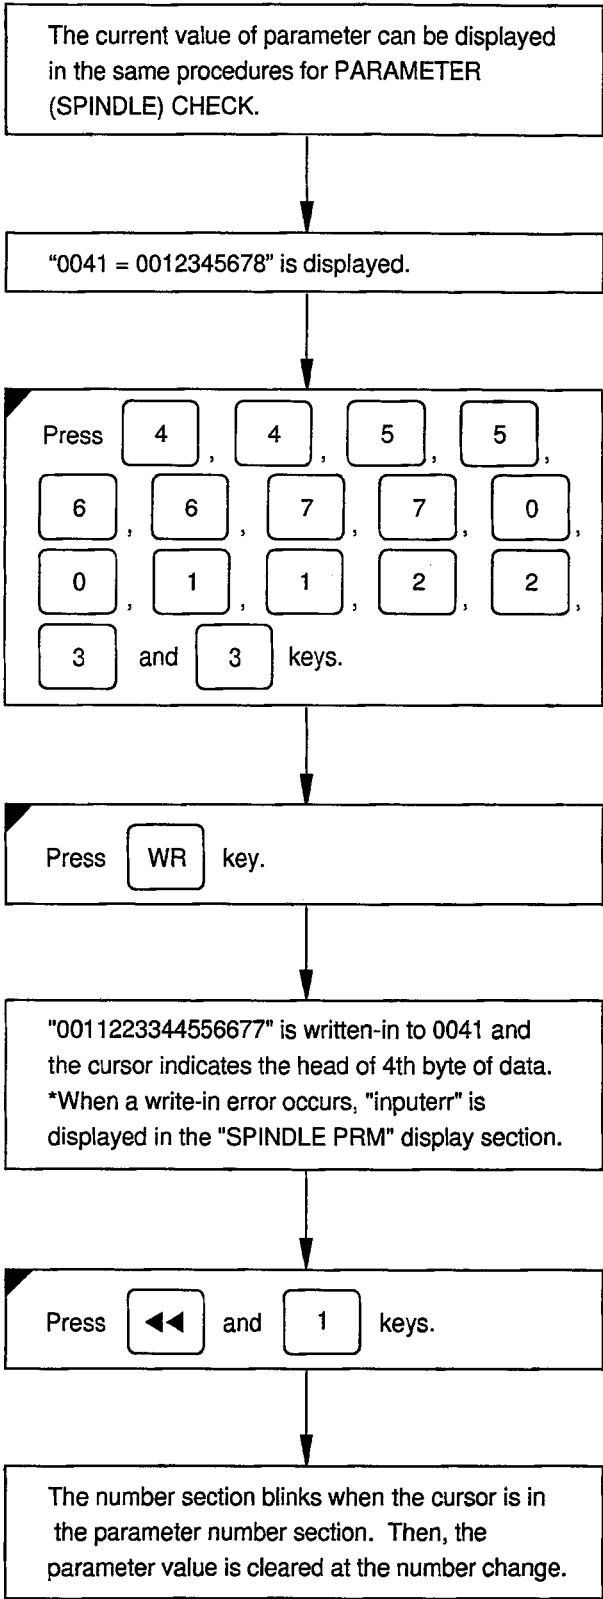 The current value of parameter can be displayed
in the same procedures for PARAMETER
(SPINDLE) CHECK.
“0041 = 0012345678” is displayed.
Press 4 , 4 , 5 , 5 ,
6 , 6 , 7 , 7 , 0 ,
0 , 1 , 1 , 2 , 2 ,
3 and 3 keys.
Press WR key.
"0011223344556677" is written-in to 0041 and
the cursor indicates the head of 4th byte of data.
*When a write-in error occurs, "inputerr" is
displayed in the "SPINDLE PRM" display section.
Press ◀◀ and 1 keys.
The number section blinks when the cursor is in
the parameter number section. Then, the
parameter value is cleared at the number change.